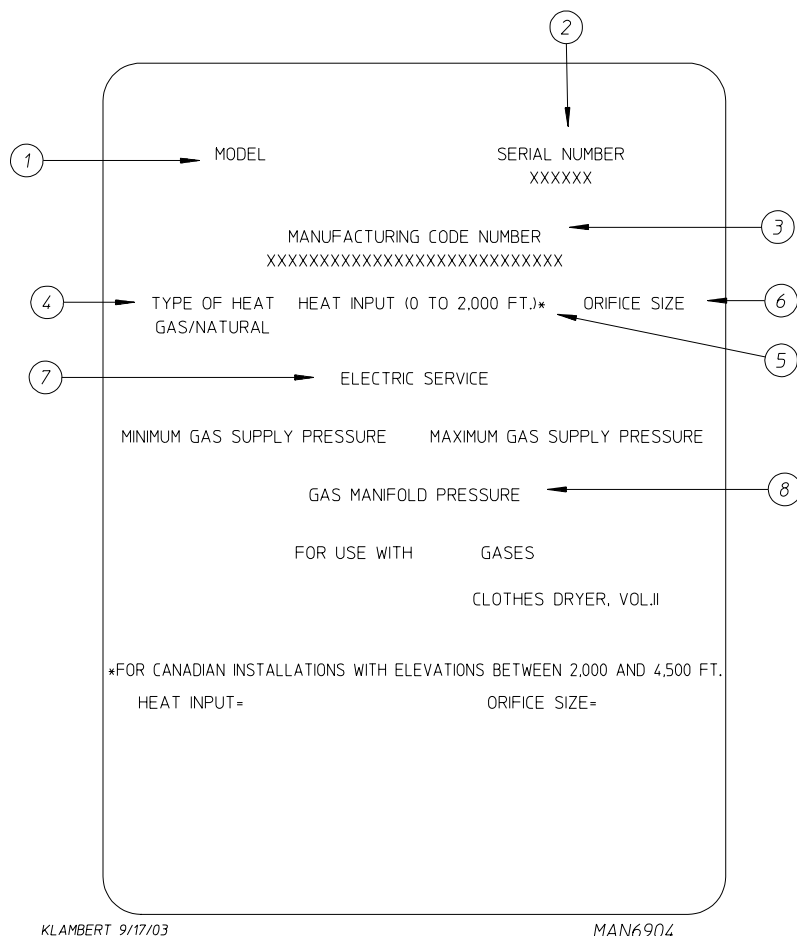 2
1 MODEL SERIAL NUMBER
XXXXXX
3
MANUFACTURING CODE NUMBER
XXXXXXXXXXXXXXXXXXXXXXXXXXXX
4 TYPE OF HEAT HEAT INPUT (0 TO 2,000 FT.)* ORIFICE SIZE 6
GAS/NATURAL
5
7 ELECTRIC SERVICE
MINIMUM GAS SUPPLY PRESSURE MAXIMUM GAS SUPPLY PRESSURE
GAS MANIFOLD PRESSURE 8
FOR USE WITH GASES
CLOTHES DRYER, VOL.II
*FOR CANADIAN INSTALLATIONS WITH ELEVATIONS BETWEEN 2,000 AND 4,500 FT.
HEAT INPUT= ORIFICE SIZE=
KLAMBERT 9/17/03 MAN6904